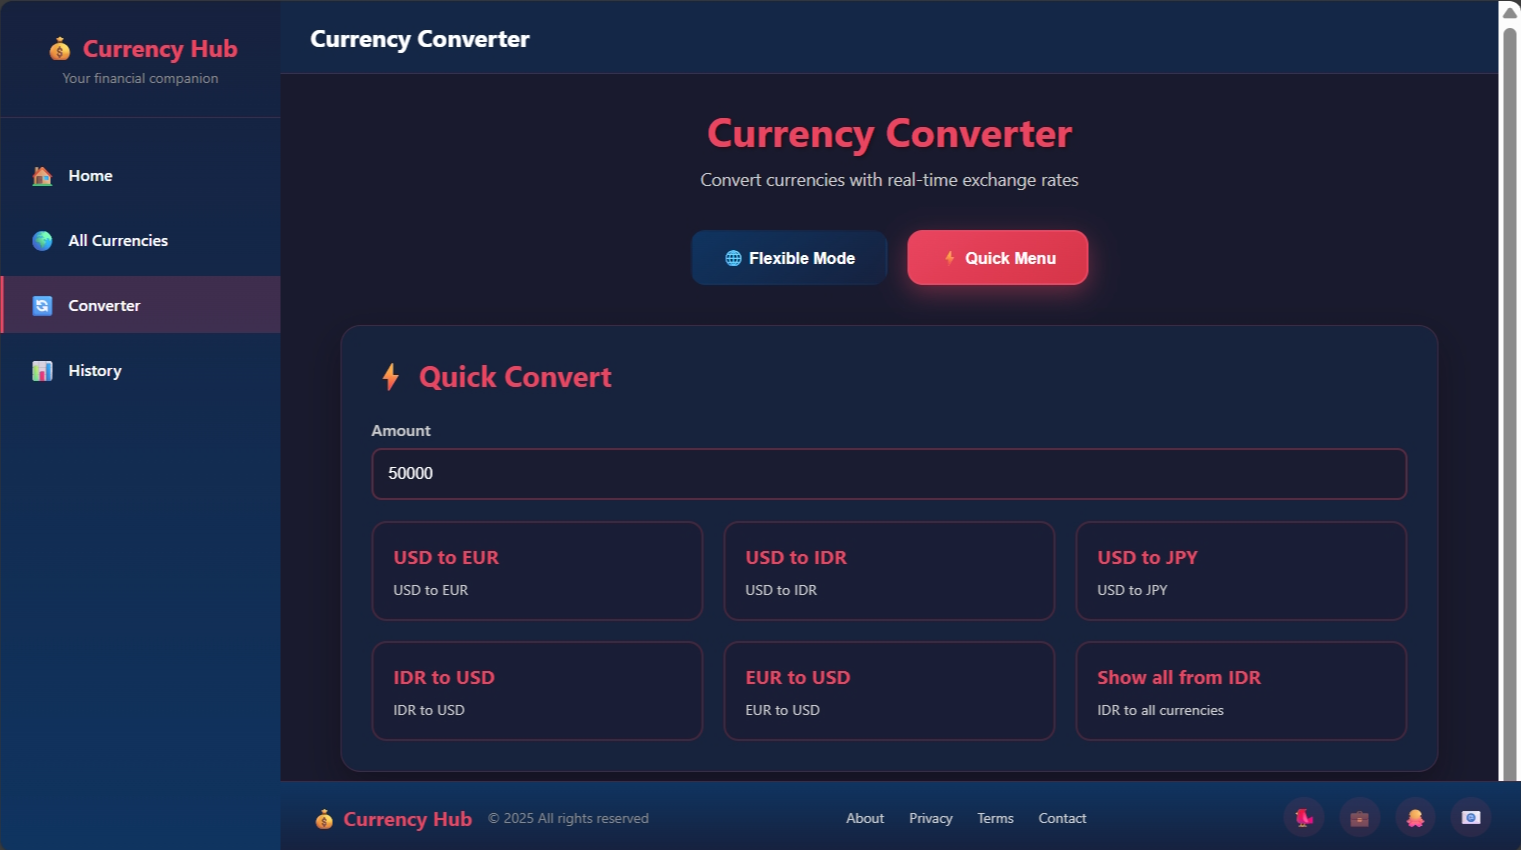 Currency Hub
Your financial companion
Home
All Currencies
Converter
History
Currency Converter
Currency Converter
Convert currencies with real-time exchange rates
Flexible Mode
Quick Menu
Quick Convert
Amount
50000
USD to EUR
USD to EUR
USD to IDR
USD to IDR
USD to JPY
USD to JPY
IDR to USD
IDR to USD
EUR to USD
EUR to USD
Show all from IDR
IDR to all currencies
Currency Hub © 2025 All rights reserved
About Privacy Terms Contact